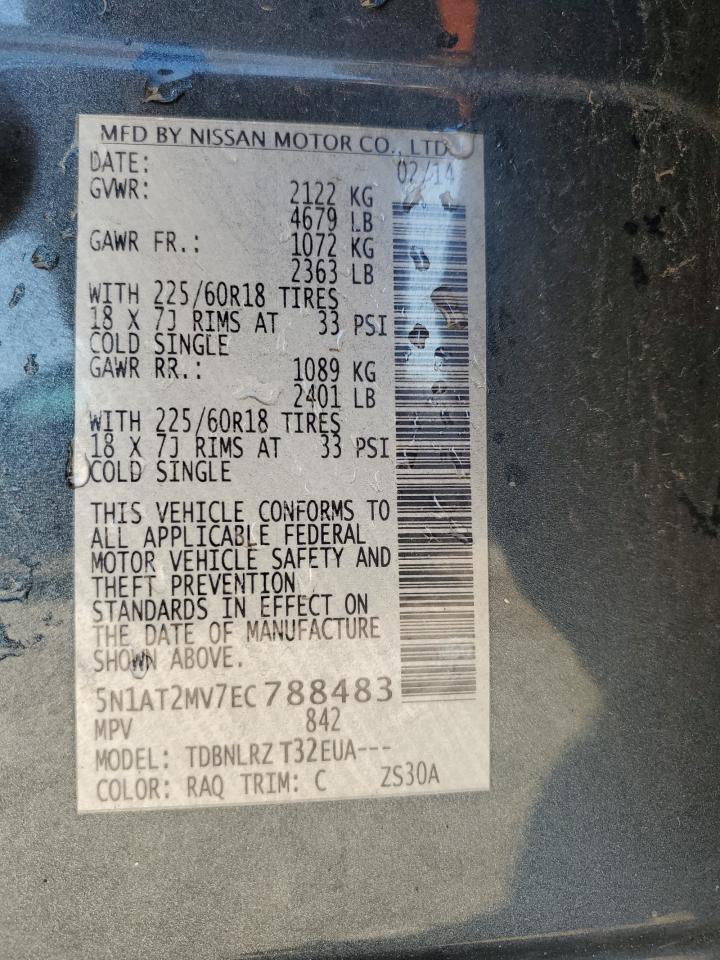 MFD BY NISSAN MOTOR CO., LTD.
DATE: 02/14
GVWR: 2122 KG
4679 LB
GAWR FR.: 1072 KG
2363 LB
WITH 225/60R18 TIRES
18 X 7J RIMS AT 33 PSI
COLD SINGLE
GAWR RR.: 1089 KG
2401 LB
WITH 225/60R18 TIRES
18 X 7J RIMS AT 33 PSI
COLD SINGLE
THIS VEHICLE CONFORMS TO
ALL APPLICABLE FEDERAL
MOTOR VEHICLE SAFETY AND
THEFT PREVENTION
STANDARDS IN EFFECT ON
THE DATE OF MANUFACTURE
SHOWN ABOVE.
5N1AT2MV7EC788483
MPV 842
MODEL: TDBNLRZ T32EUA---
COLOR: RAQ TRIM: C ZS30A